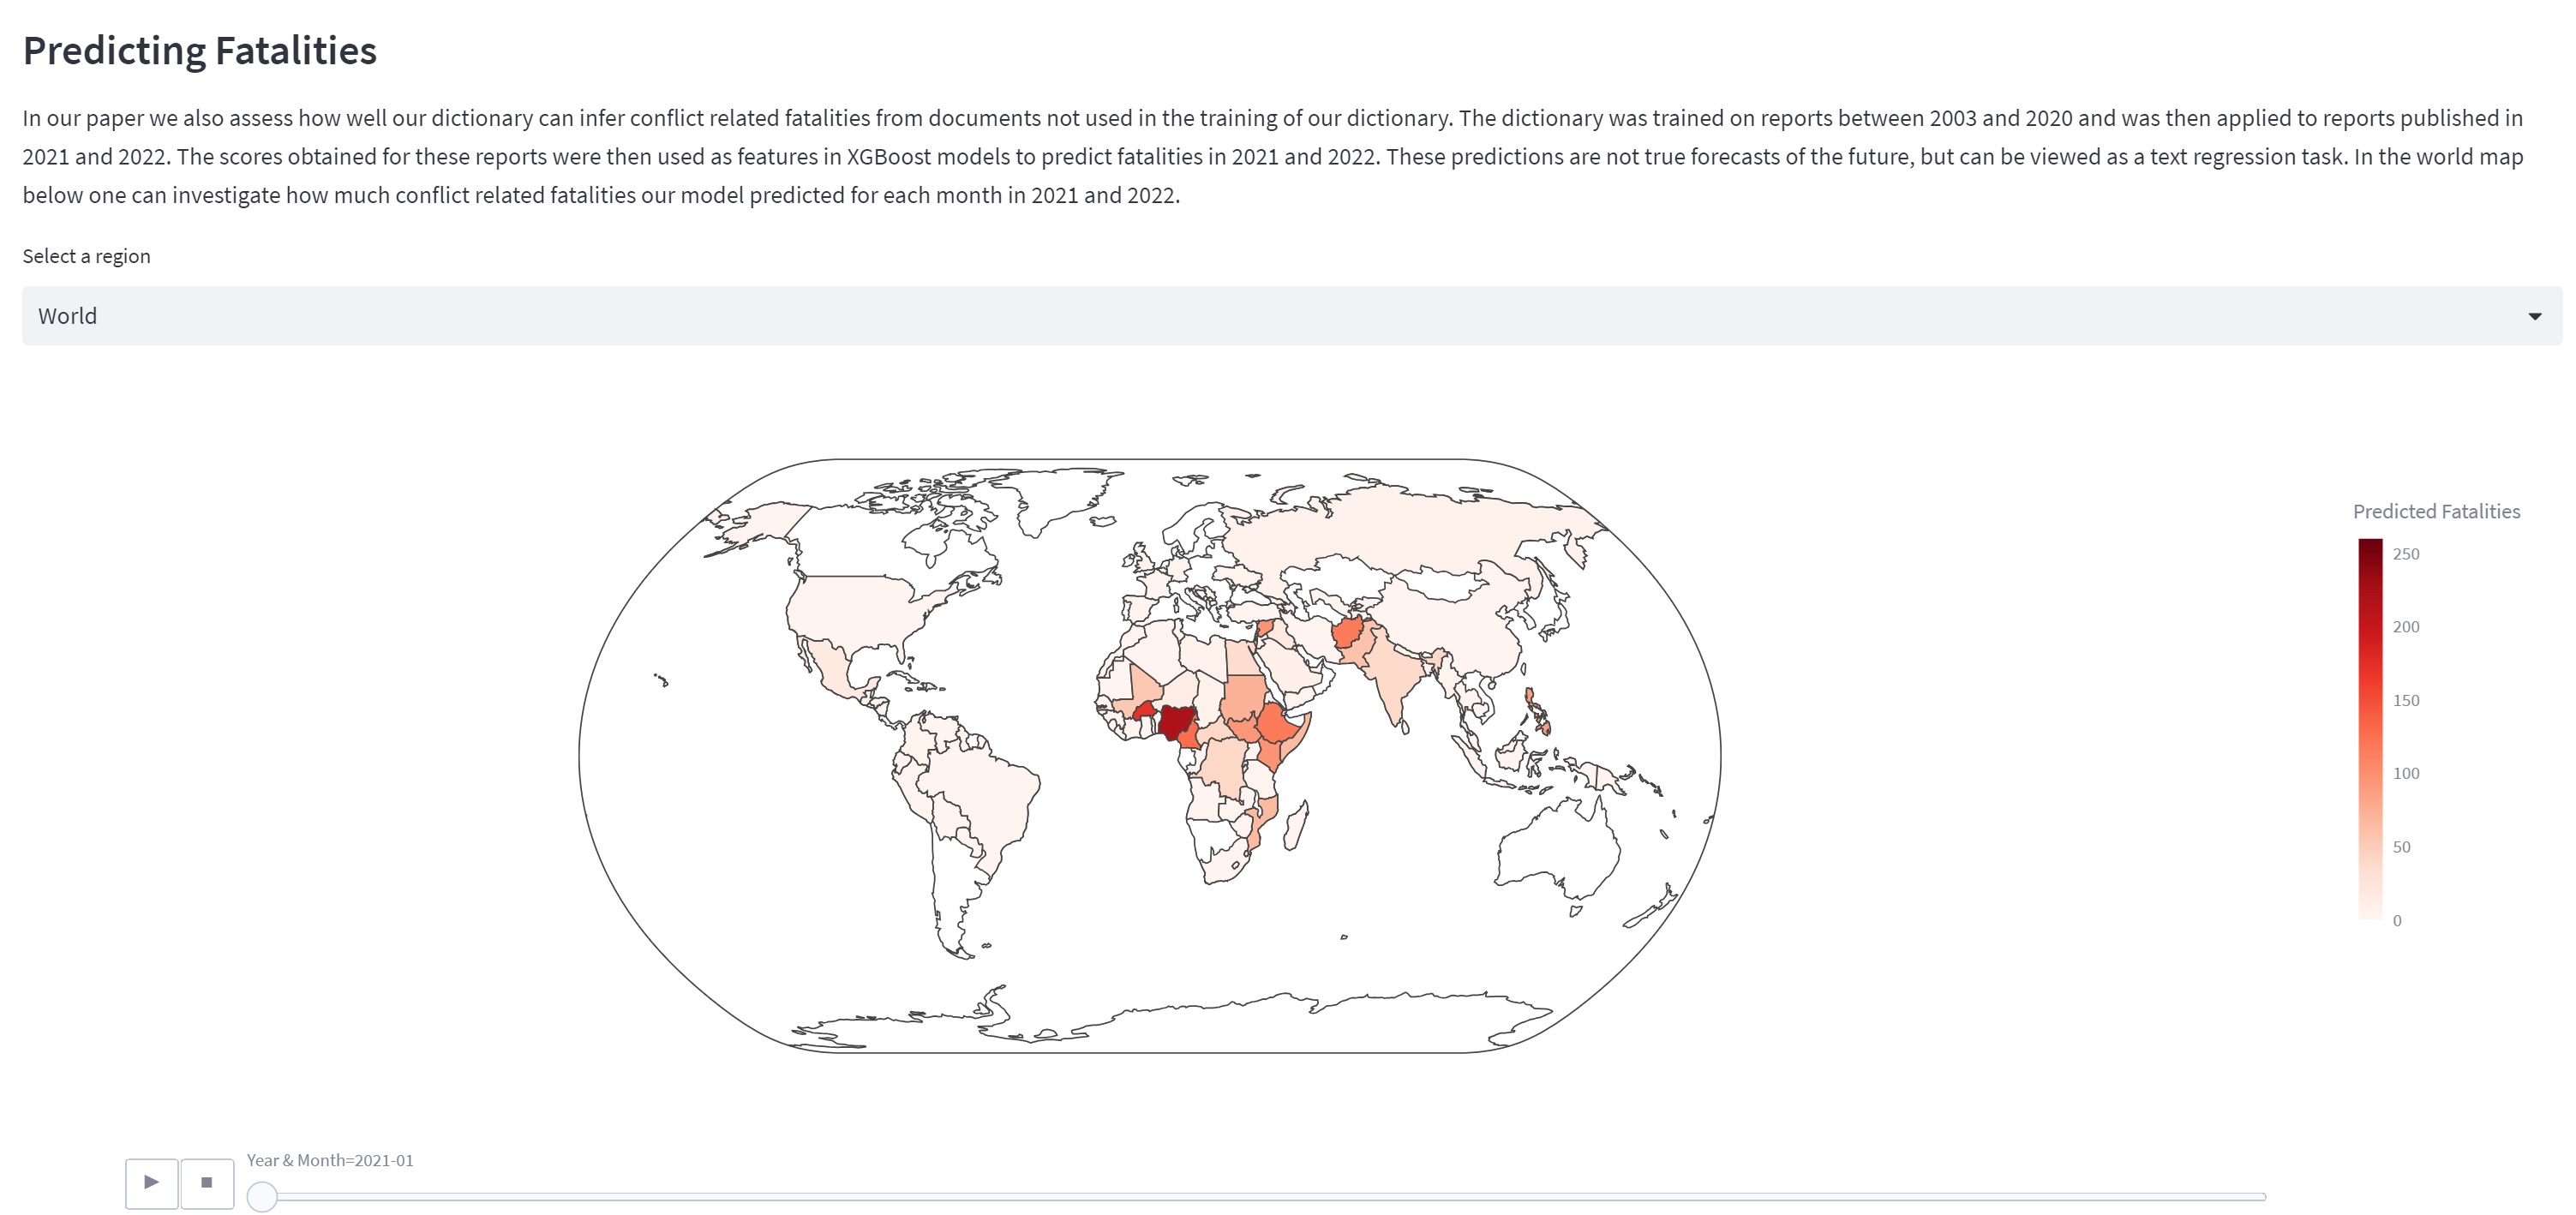 Predicting Fatalities
In our paper we also assess how well our dictionary can infer conflict related fatalities from documents not used in the training of our dictionary. The dictionary was trained on reports between 2003 and 2020 and was then applied to reports published in
2021 and 2022. The scores obtained for these reports were then used as features in XGBoost models to predict fatalities in 2021 and 2022. These predictions are not true forecasts of the future, but can be viewed as a text regression task. In the world map
below one can investigate how much conflict related fatalities our model predicted for each month in 2021 and 2022.
Select a region
World
Predicted Fatalities
250
200
150
100
50
0
Year & Month=2021-01